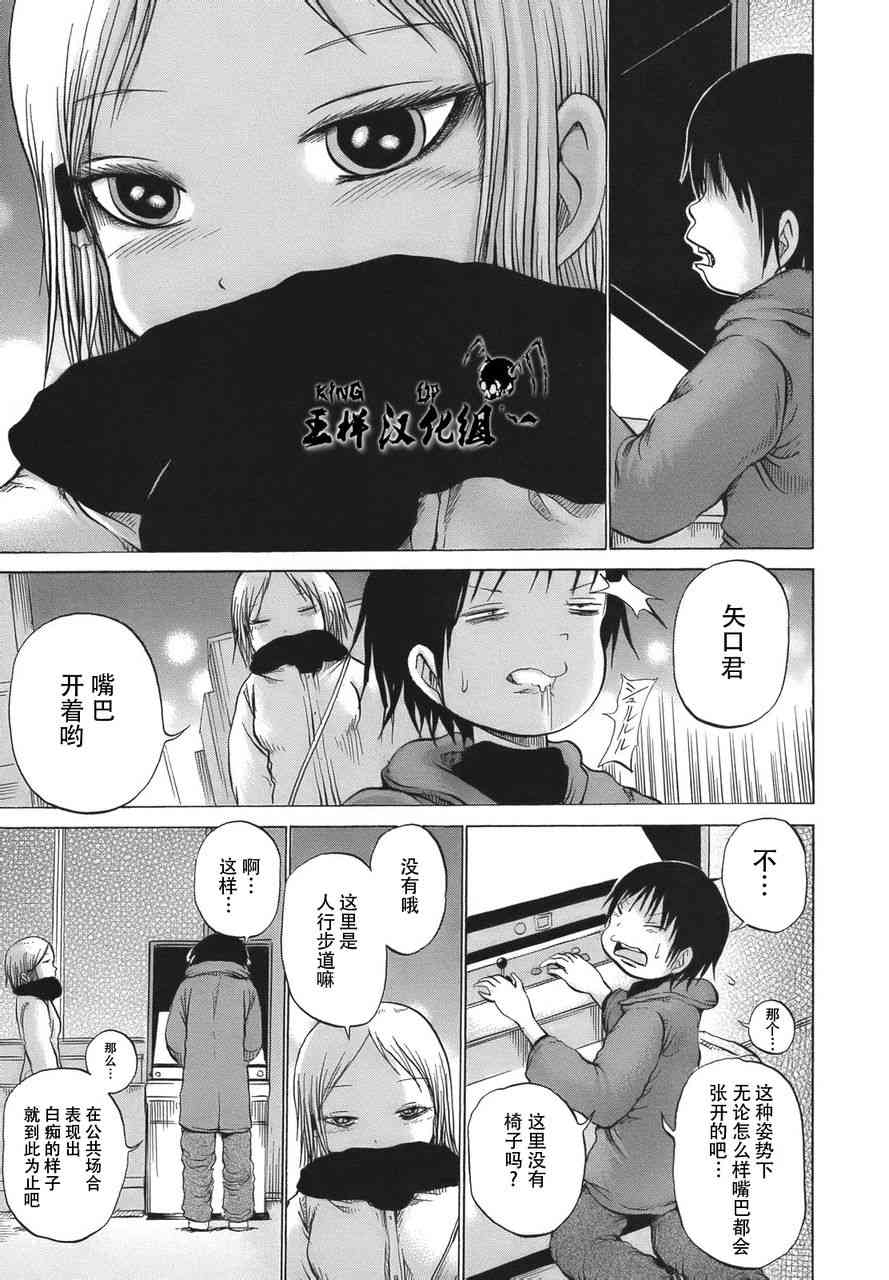 KING OF
王样汉化组
矢口君
嘴巴
开着哟
不…
那个…
这种姿势下
无论怎么样嘴巴都会
张开的吧…
这里没有
椅子吗?
没有哦
这里是
人行步道嘛
啊…
这样…
那么…
在公共场合
表现出
白痴的样子
就到此为止吧